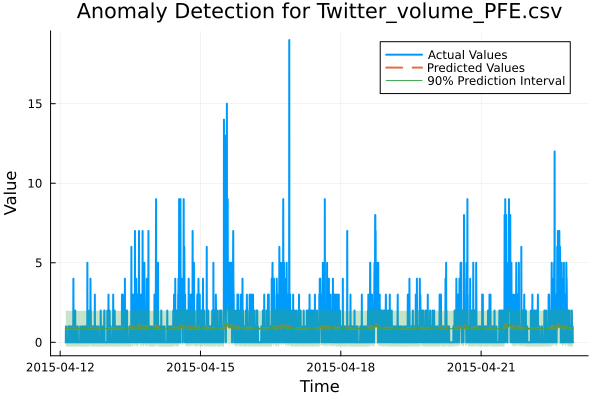 Anomaly Detection for Twitter_volume_PFE.csv
Actual Values
Predicted Values
90% Prediction Interval
Value
15
10
5
0
2015-04-12
2015-04-15
2015-04-18
2015-04-21
Time